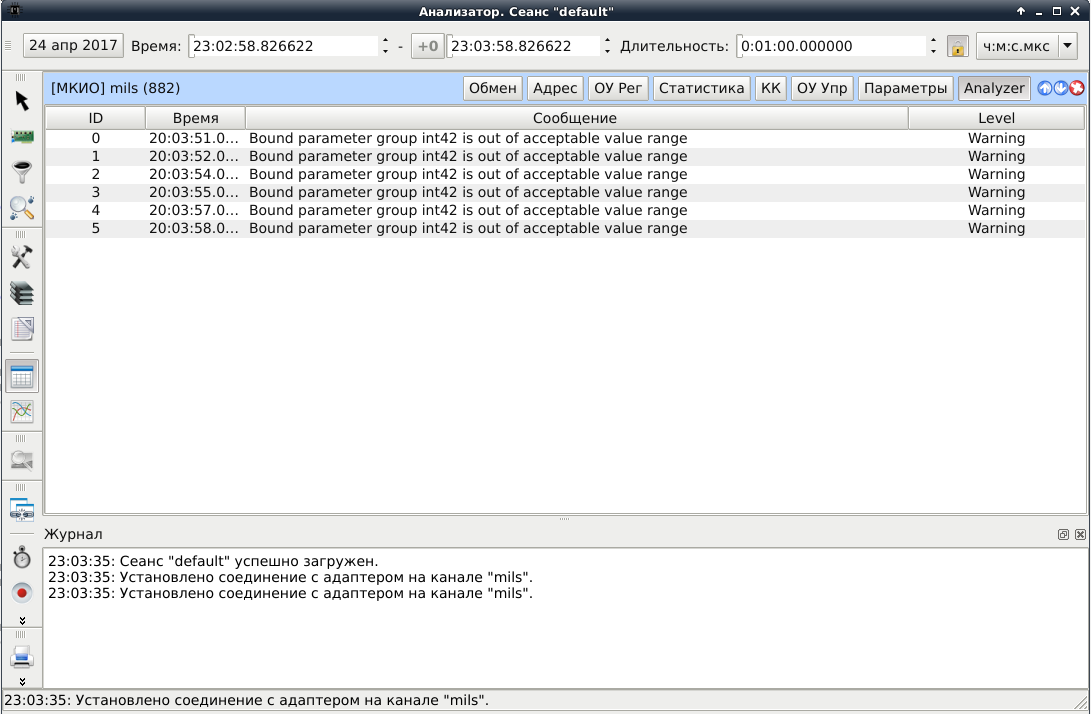 Анализатор. Сеанс "default"
24 апр 2017 Время: 23:02:58.826622 - +0 23:03:58.826622 Длительность: 0:01:00.000000 ч:м:с.мкс
[МКИО] mils (882) Обмен Адрес ОУ Рег Статистика КК ОУ Упр Параметры Analyzer
ID Время Сообщение Level
0 20:03:51.0... Bound parameter group int42 is out of acceptable value range Warning
1 20:03:52.0... Bound parameter group int42 is out of acceptable value range Warning
2 20:03:54.0... Bound parameter group int42 is out of acceptable value range Warning
3 20:03:55.0... Bound parameter group int42 is out of acceptable value range Warning
4 20:03:57.0... Bound parameter group int42 is out of acceptable value range Warning
5 20:03:58.0... Bound parameter group int42 is out of acceptable value range Warning
Журнал
23:03:35: Сеанс "default" успешно загружен.
23:03:35: Установлено соединение с адаптером на канале "mils".
23:03:35: Установлено соединение с адаптером на канале "mils".
23:03:35: Установлено соединение с адаптером на канале "mils".